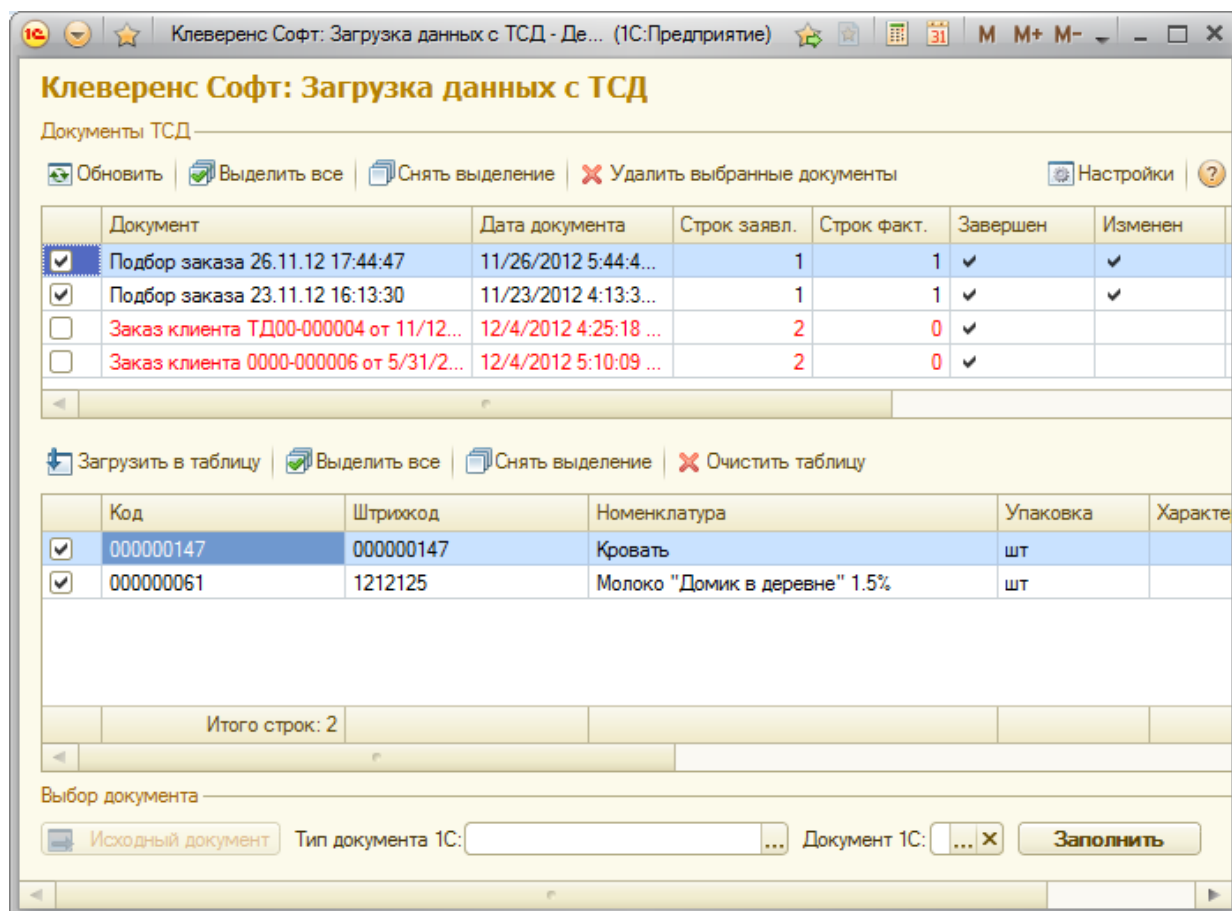 Клеверенс Софт: Загрузка данных с ТСД - Де... (1С:Предприятие) 31 M M+ M-
Клеверенс Софт: Загрузка данных с ТСД
Документы ТСД
Обновить Выделить все Снять выделение Удалить выбранные документы Настройки ?
Документ Дата документа Строк заявл. Строк факт. Завершен Изменен
Подбор заказа 26.11.12 17:44:47 11/26/2012 5:44:4... 1 1
Подбор заказа 23.11.12 16:13:30 11/23/2012 4:13:3... 1 1
Заказ клиента ТД00-000004 от 11/12... 12/4/2012 4:25:18 ... 2 0
Заказ клиента 0000-000006 от 5/31/2... 12/4/2012 5:10:09 ... 2 0
Загрузить в таблицу Выделить все Снять выделение Очистить таблицу
Код Штрихкод Номенклатура Упаковка Характе
000000147 000000147 Кровать шт
000000061 1212125 Молоко "Домик в деревне" 1.5% шт
Итого строк: 2
Выбор документа
Исходный документ Тип документа 1С: ... Документ 1С: ... Заполнить